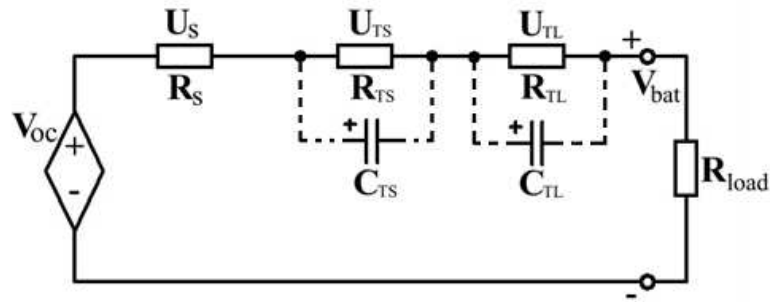 U_S U_TS U_TL
+
R_S R_TS R_TL
V_bat
V_OC
+
-
+
+
C_TS C_TL
R_load
-